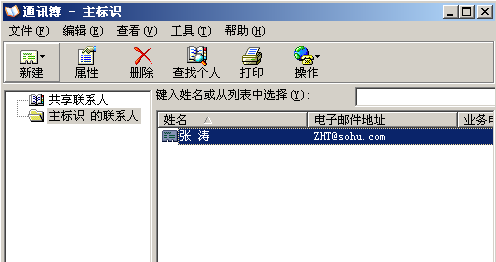 通讯簿 - 主标识
文件(F) 编辑(E) 查看(V) 工具(T) 帮助(H)
新建 属性 删除 查找个人 打印 操作
共享联系人
主标识 的联系人
键入姓名或从列表中选择(Y):
姓名 电子邮件地址 业务电
张 涛 ZHT@sohu.com